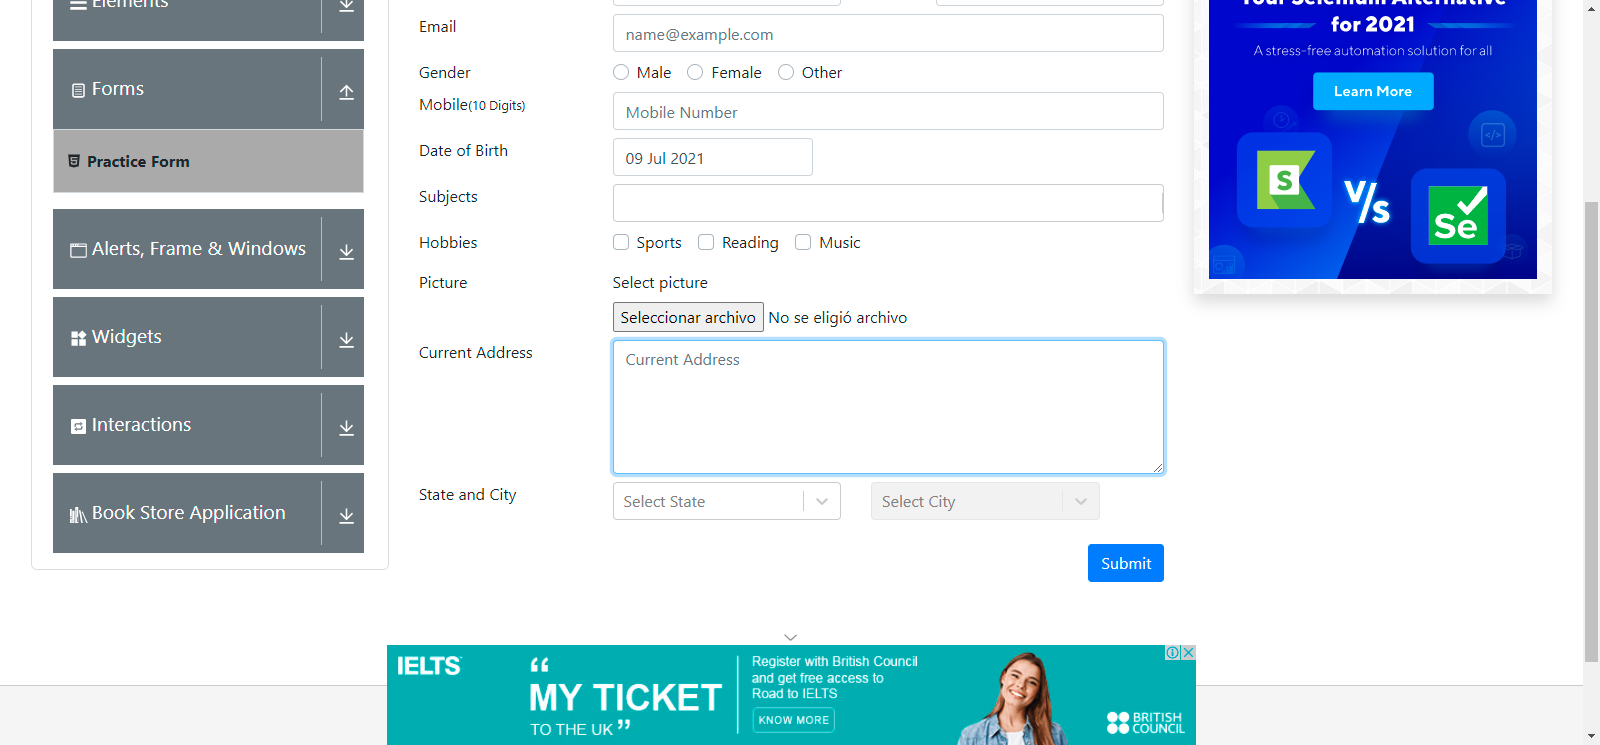 Elements
Forms
Practice Form
Alerts, Frame & Windows
Widgets
Interactions
Book Store Application
Email
name@example.com
Gender
Male
Female
Other
Mobile(10 Digits)
Mobile Number
Date of Birth
09 Jul 2021
Subjects
Hobbies
Sports
Reading
Music
Picture
Select picture
Seleccionar archivo No se eligió archivo
Current Address
Current Address
State and City
Select State
Select City
Submit
Your Selenium Alternative
for 2021
A stress-free automation solution for all
Learn More
S
V/s
Se
</>
IELTS
“
MY TICKET
TO THE UK ”
Register with British Council
and get free access to
Road to IELTS
KNOW MORE
BRITISH
COUNCIL